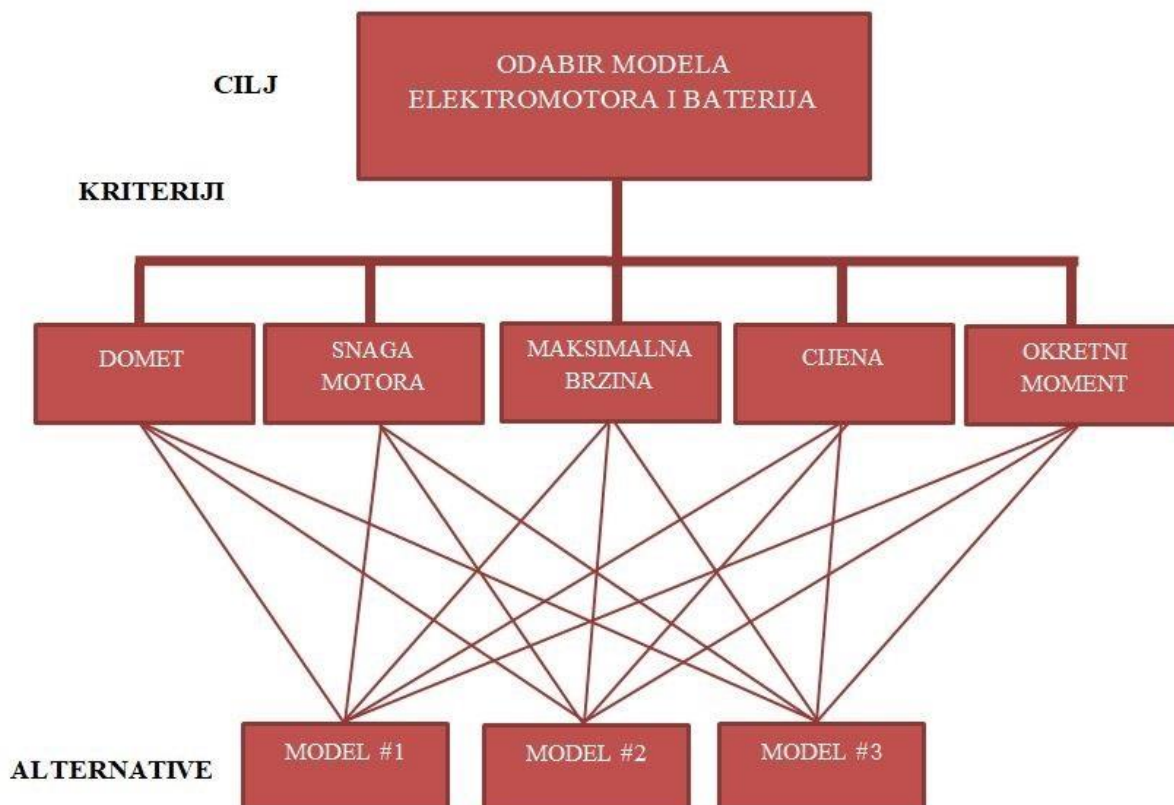 CILJ
ODABIR MODELA
ELEKTROMOTORA I BATERIJA
KRITERIJI
DOMET
SNAGA
MOTORA
MAKSIMALNA
BRZINA
CIJENA
OKRETNI
MOMENT
ALTERNATIVE
MODEL #1
MODEL #2
MODEL #3